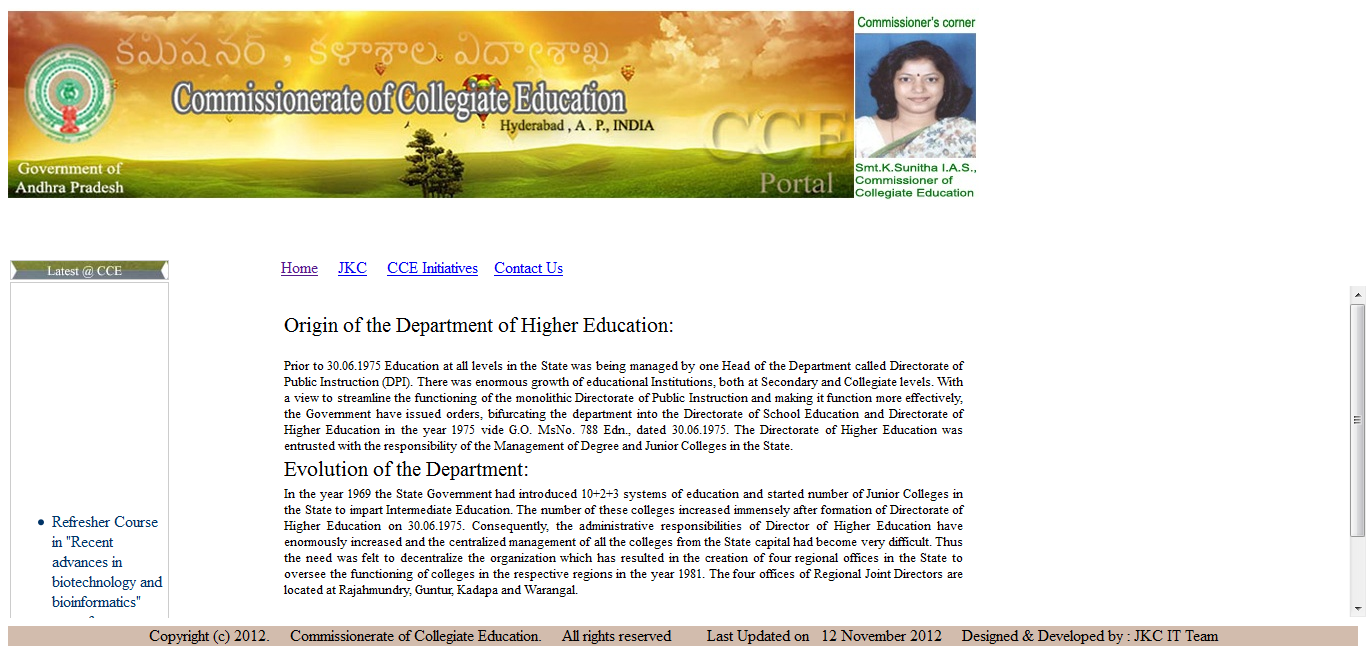 కమిషనర్ , కళాశాల విద్యాశాఖ
Commissionerate of Collegiate Education
Hyderabad , A . P., INDIA
CCE
Portal
Government of
Andhra Pradesh
Commissioner's corner
Smt.K.Sunitha I.A.S.,
Commissioner of
Collegiate Education
Latest @ CCE
Home JKC CCE Initiatives Contact Us
Origin of the Department of Higher Education:
Prior to 30.06.1975 Education at all levels in the State was being managed by one Head of the Department called Directorate of
Public Instruction (DPI). There was enormous growth of educational Institutions, both at Secondary and Collegiate levels. With
a view to streamline the functioning of the monolithic Directorate of Public Instruction and making it function more effectively,
the Government have issued orders, bifurcating the department into the Directorate of School Education and Directorate of
Higher Education in the year 1975 vide G.O. MsNo. 788 Edn., dated 30.06.1975. The Directorate of Higher Education was
entrusted with the responsibility of the Management of Degree and Junior Colleges in the State.
Evolution of the Department:
In the year 1969 the State Government had introduced 10+2+3 systems of education and started number of Junior Colleges in
the State to impart Intermediate Education. The number of these colleges increased immensely after formation of Directorate of
Higher Education on 30.06.1975. Consequently, the administrative responsibilities of Director of Higher Education have
enormously increased and the centralized management of all the colleges from the State capital had become very difficult. Thus
the need was felt to decentralize the organization which has resulted in the creation of four regional offices in the State to
oversee the functioning of colleges in the respective regions in the year 1981. The four offices of Regional Joint Directors are
located at Rajahmundry, Guntur, Kadapa and Warangal.
• Refresher Course
in "Recent
advances in
biotechnology and
bioinformatics"
Copyright (c) 2012. Commissionerate of Collegiate Education. All rights reserved Last Updated on 12 November 2012 Designed & Developed by : JKC IT Team